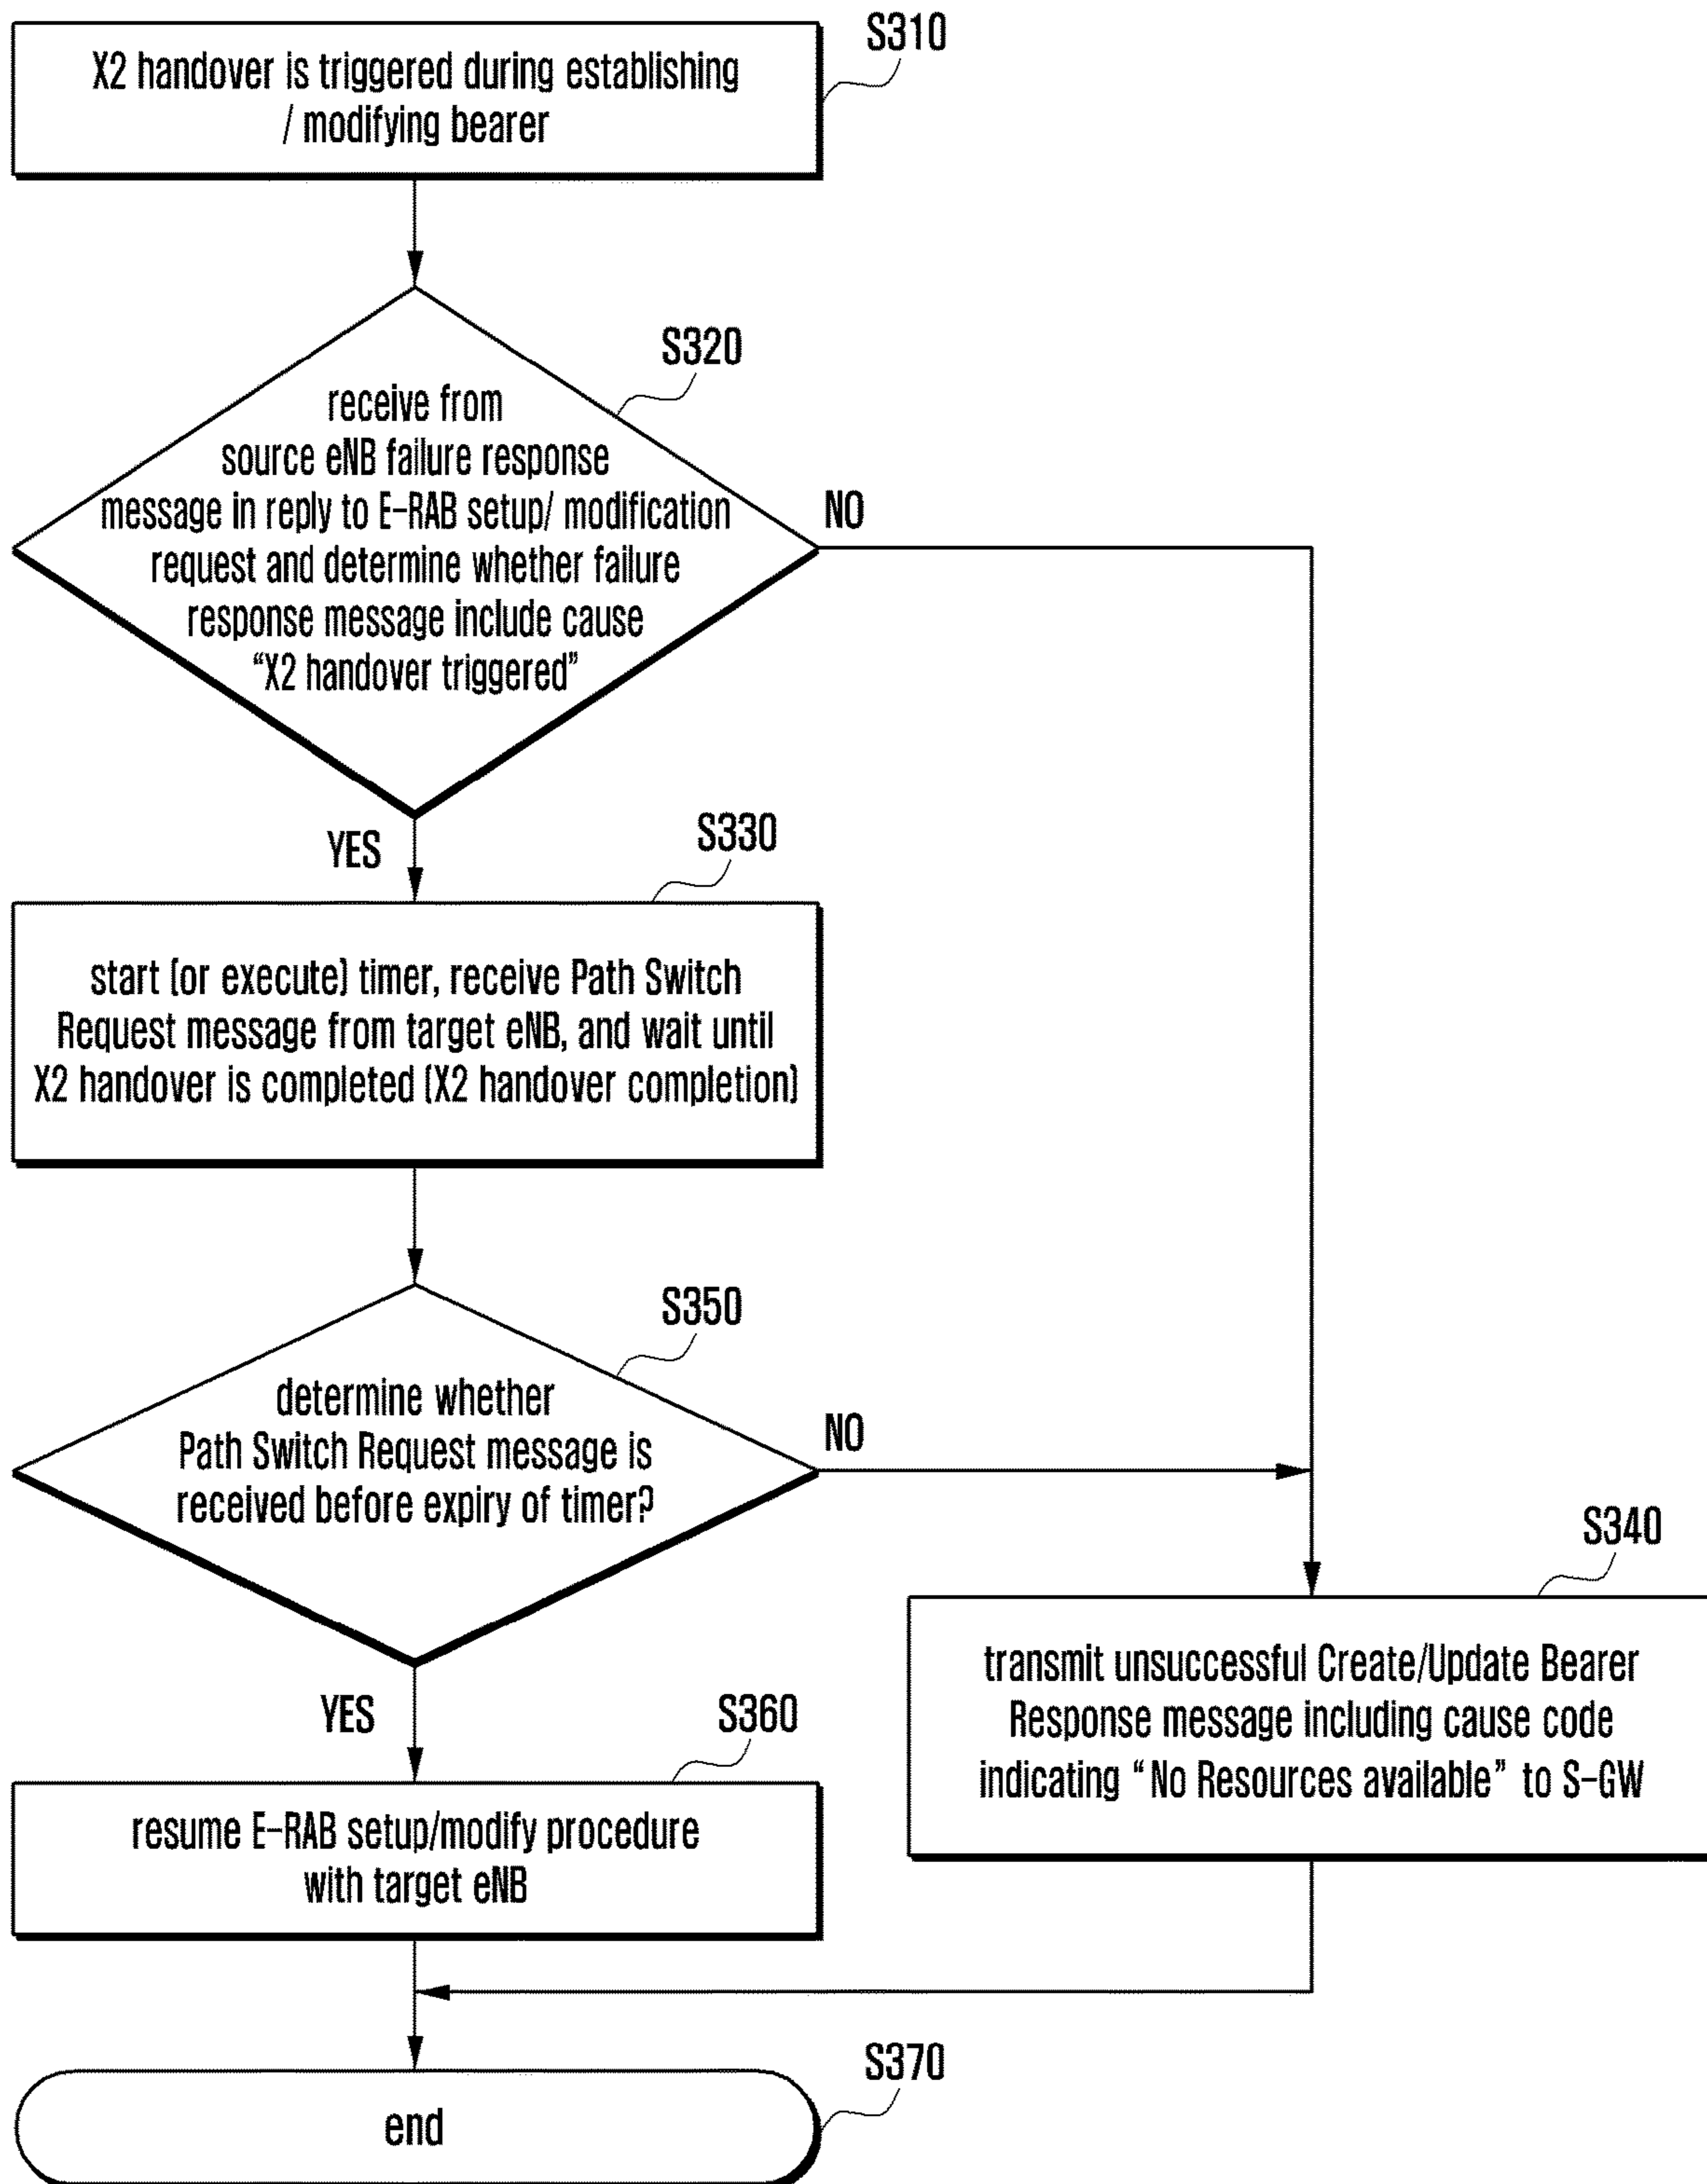 S310
X2 handover is triggered during establishing
/ modifying bearer
S320
receive from
source eNB failure response
message in reply to E-RAB setup/ modification
request and determine whether failure
response message include cause
“X2 handover triggered”
NO
YES
S330
start (or execute) timer, receive Path Switch
Request message from target eNB, and wait until
X2 handover is completed (X2 handover completion)
S350
determine whether
Path Switch Request message is
received before expiry of timer?
NO
YES
S340
transmit unsuccessful Create/Update Bearer
Response message including cause code
indicating “ No Resources available” to S-GW
S360
resume E-RAB setup/modify procedure
with target eNB
S370
end